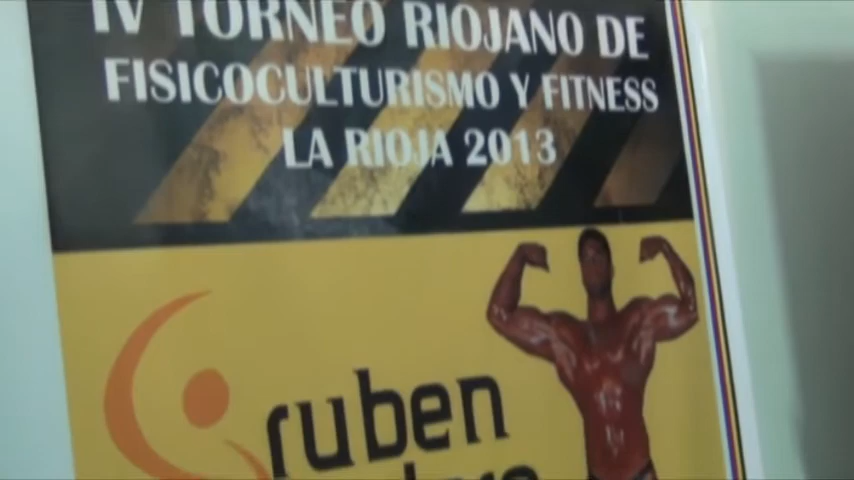 IV TORNEO RIOJANO DE
FISICOCULTURISMO Y FITNESS
LA RIOJA 2013
ruben